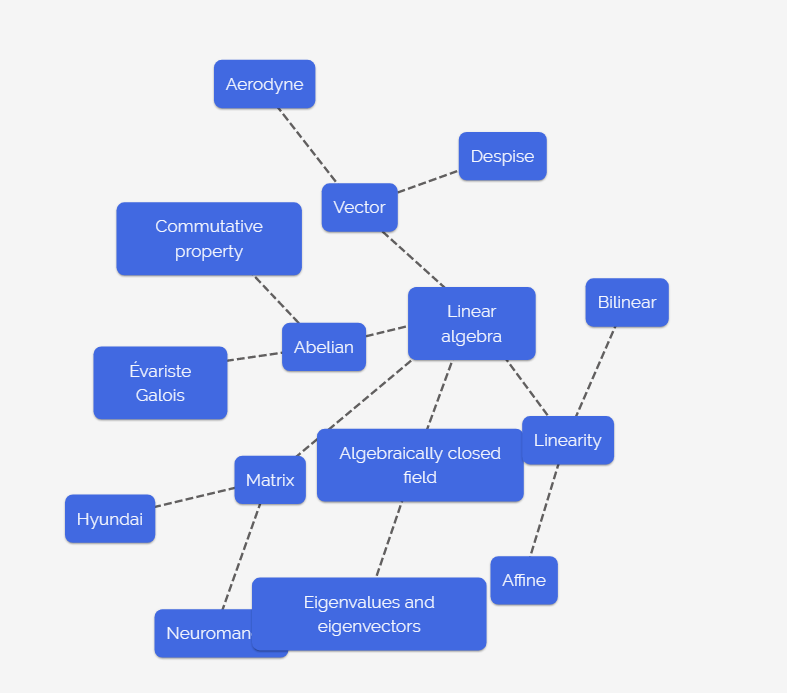 Aerodyne
Despise
Vector
Commutative
property
Bilinear
Linear
algebra
Abelian
Évariste
Galois
Linearity
Algebraically closed
field
Matrix
Hyundai
Affine
Eigenvalues and
eigenvectors